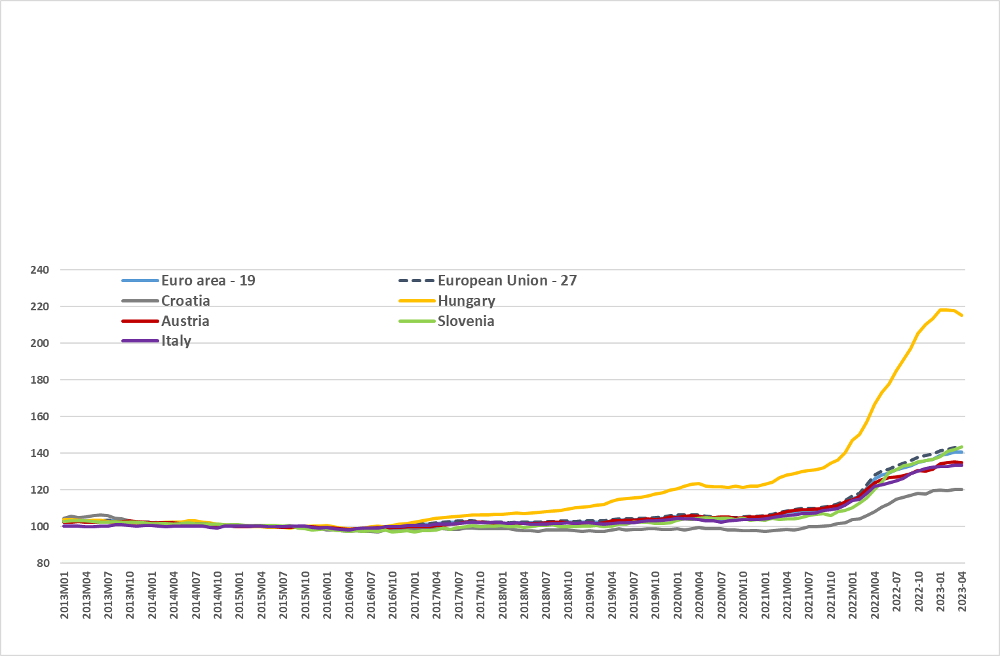 240
220
200
180
160
140
120
100
80
Euro area - 19
European Union - 27
Croatia
Hungary
Austria
Slovenia
Italy
2013M01
2013M04
2013M07
2013M10
2014M01
2014M04
2014M07
2014M10
2015M01
2015M04
2015M07
2015M10
2016M01
2016M04
2016M07
2016M10
2017M01
2017M04
2017M07
2017M10
2018M01
2018M04
2018M07
2018M10
2019M01
2019M04
2019M07
2019M10
2020M01
2020M04
2020M07
2020M10
2021M01
2021M04
2021M07
2021M10
2022M01
2022M04
2022-07
2022-10
2023-01
2023-04